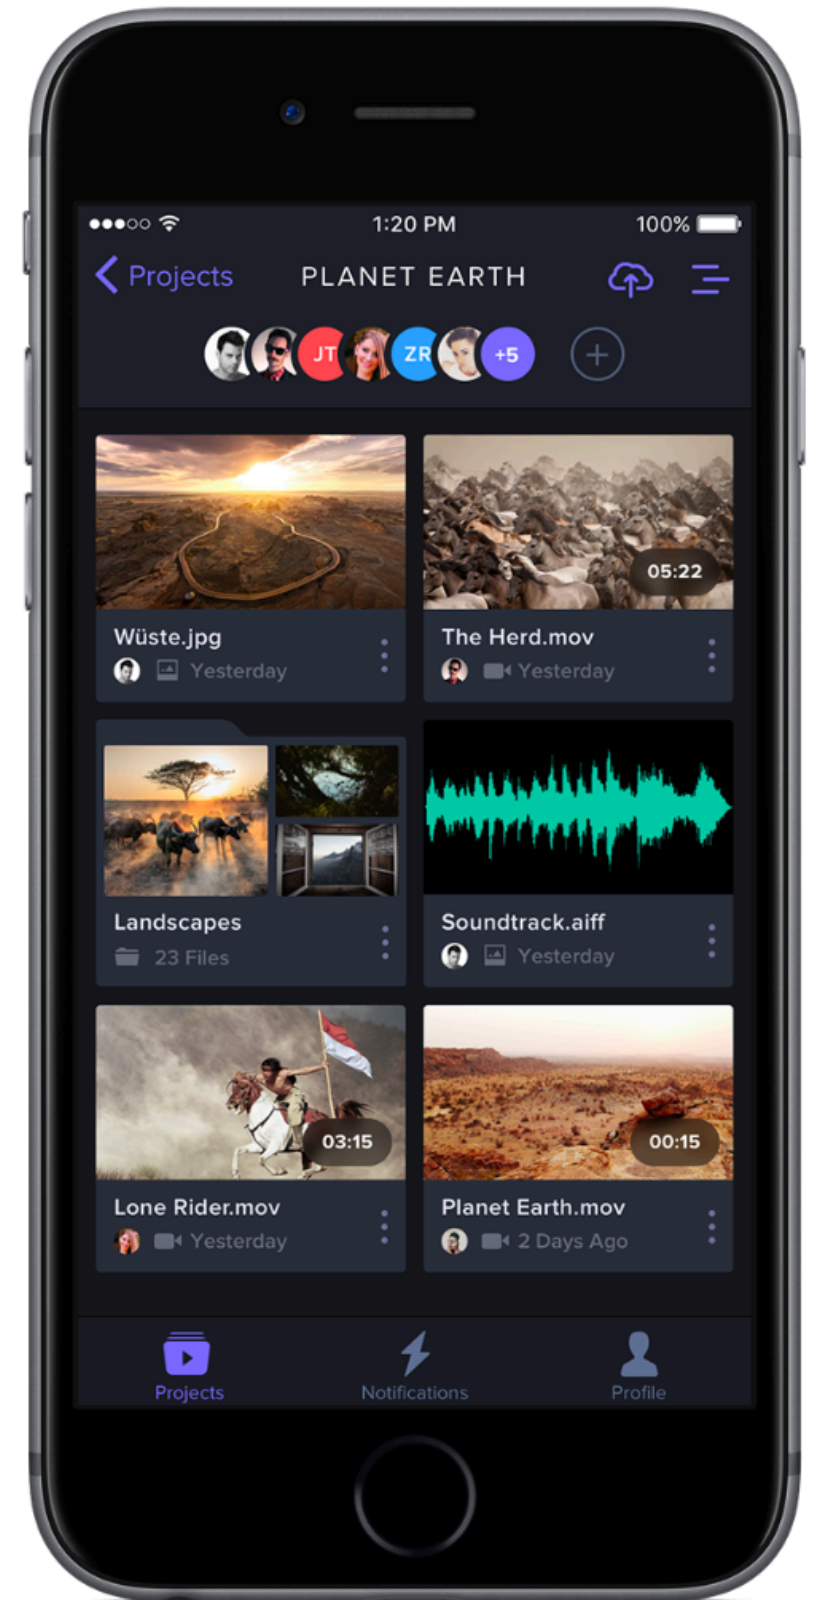 1:20 PM
100%
Projects
PLANET EARTH
JT
ZR
+5
05:22
Wüste.jpg
The Herd.mov
Yesterday
Yesterday
Landscapes
Soundtrack.aiff
23 Files
Yesterday
03:15
00:15
Lone Rider.mov
Planet Earth.mov
Yesterday
2 Days Ago
Projects
Notifications
Profile